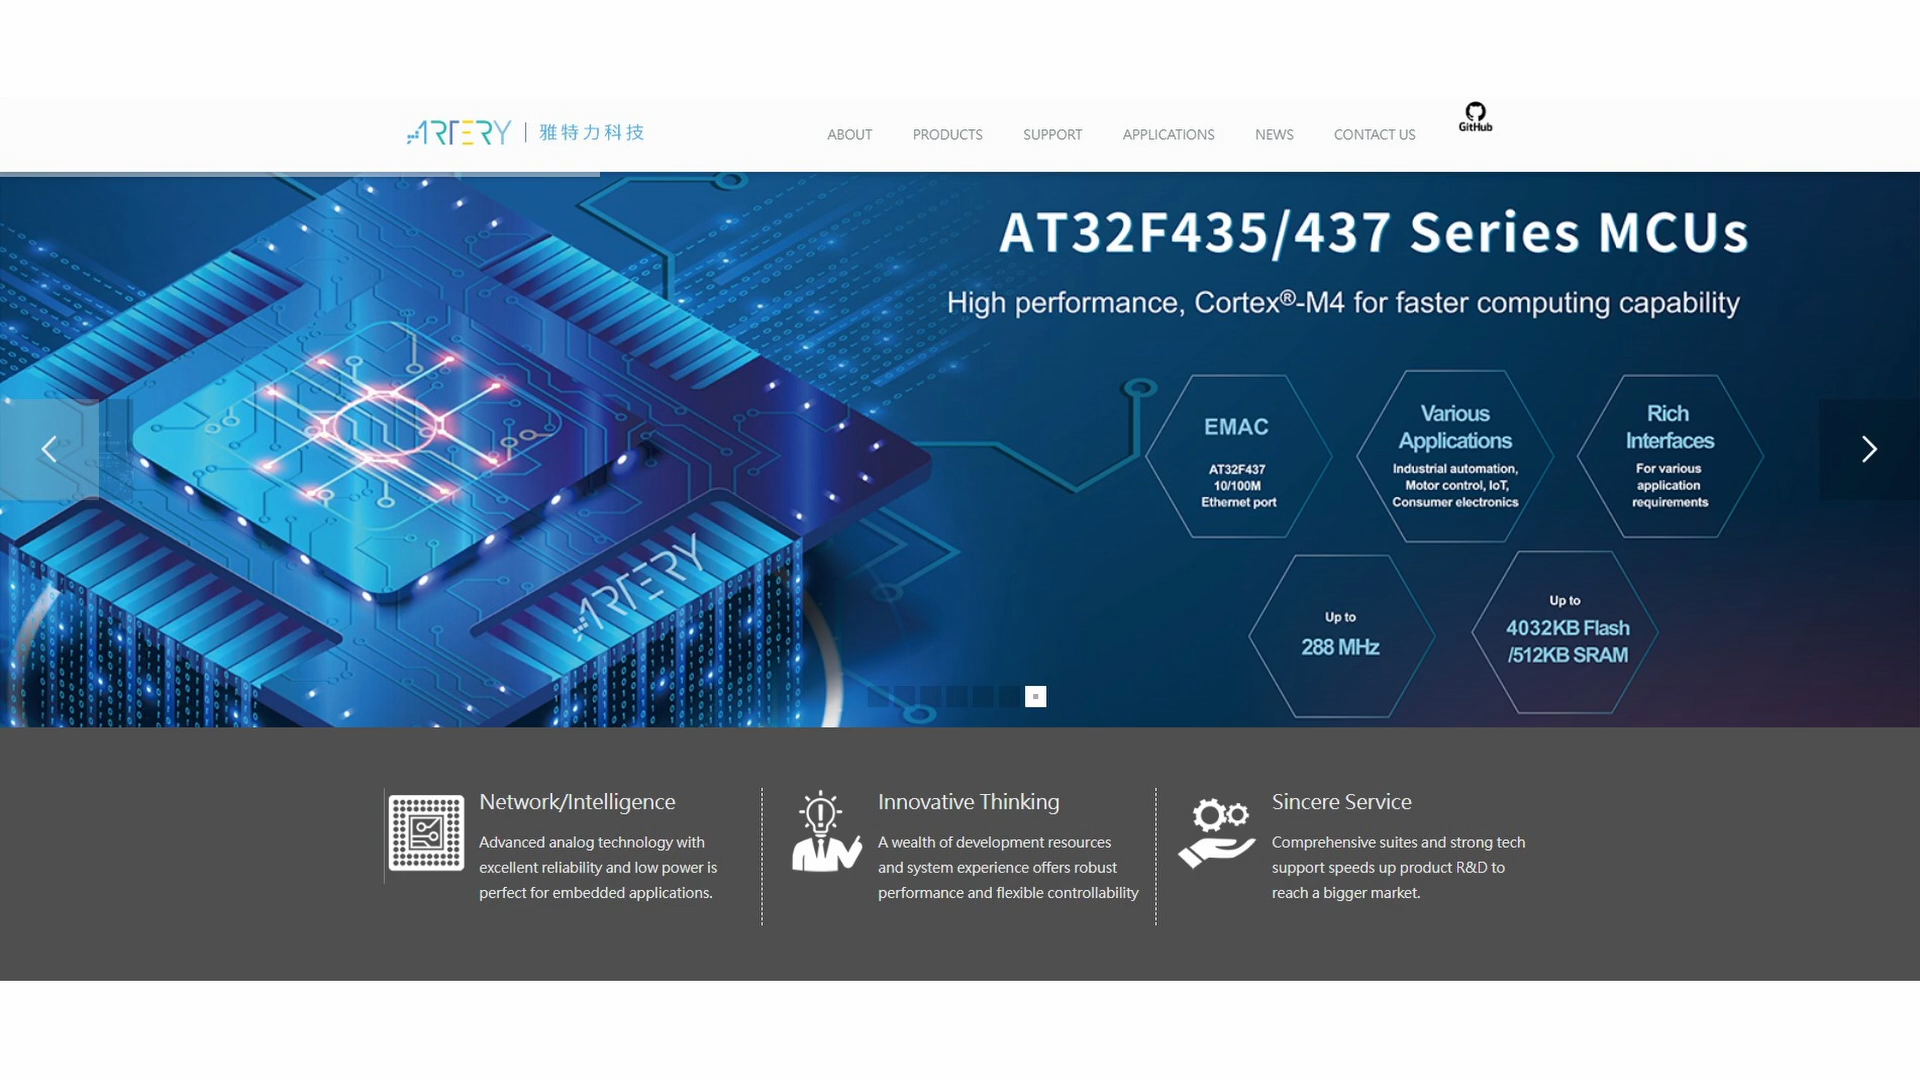 ARTERY | 雅特力科技
ABOUT PRODUCTS SUPPORT APPLICATIONS NEWS CONTACT US GitHub
AT32F435/437 Series MCUs
High performance, Cortex®-M4 for faster computing capability
EMAC
AT32F437
10/100M
Ethernet port
Various
Applications
Industrial automation,
Motor control, IoT,
Consumer electronics
Rich
Interfaces
For various
application
requirements
Up to
288 MHz
Up to
4032KB Flash
/512KB SRAM
ARTERY
Network/Intelligence
Advanced analog technology with
excellent reliability and low power is
perfect for embedded applications.
Innovative Thinking
A wealth of development resources
and system experience offers robust
performance and flexible controllability
Sincere Service
Comprehensive suites and strong tech
support speeds up product R&D to
reach a bigger market.